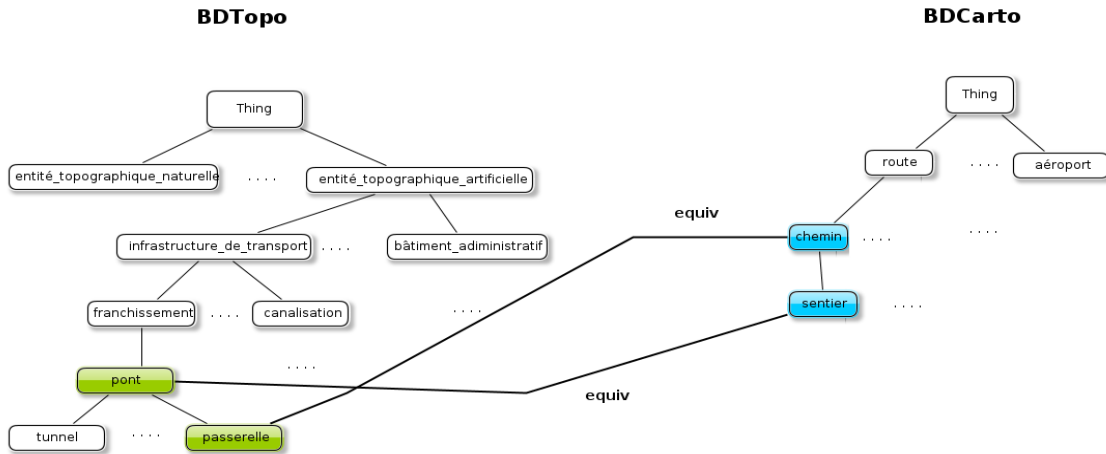 BDTopo BDCarto
Thing Thing
entité_topographique_naturelle . . . . entité_topographique_artificielle route . . . . aéroport
equiv
infrastructure_de_transport . . . . bâtiment_adiministratif chemin . . . . . . . .
franchissement . . . . canalisation . . . . sentier . . . .
. . . .
pont
equiv
tunnel . . . . passerelle